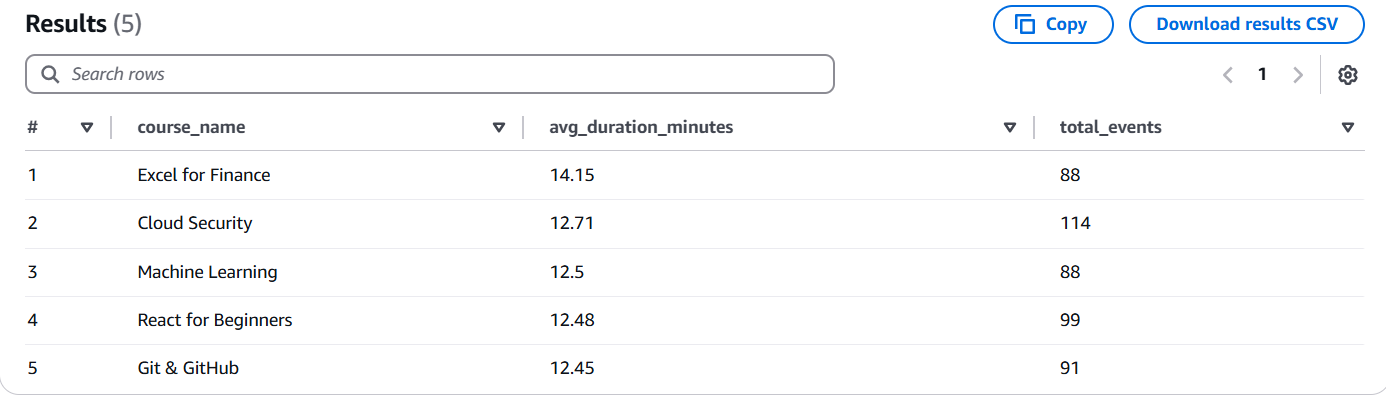 Results (5)
Copy
Download results CSV
Search rows
1
# course_name avg_duration_minutes total_events
1 Excel for Finance 14.15 88
2 Cloud Security 12.71 114
3 Machine Learning 12.5 88
4 React for Beginners 12.48 99
5 Git & GitHub 12.45 91